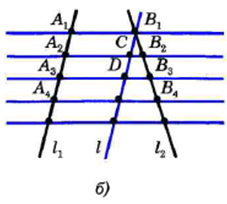 A₁ B₁
A₂ C B₂
A₃ D B₃
A₄ B₄
l₁ l l₂
б)